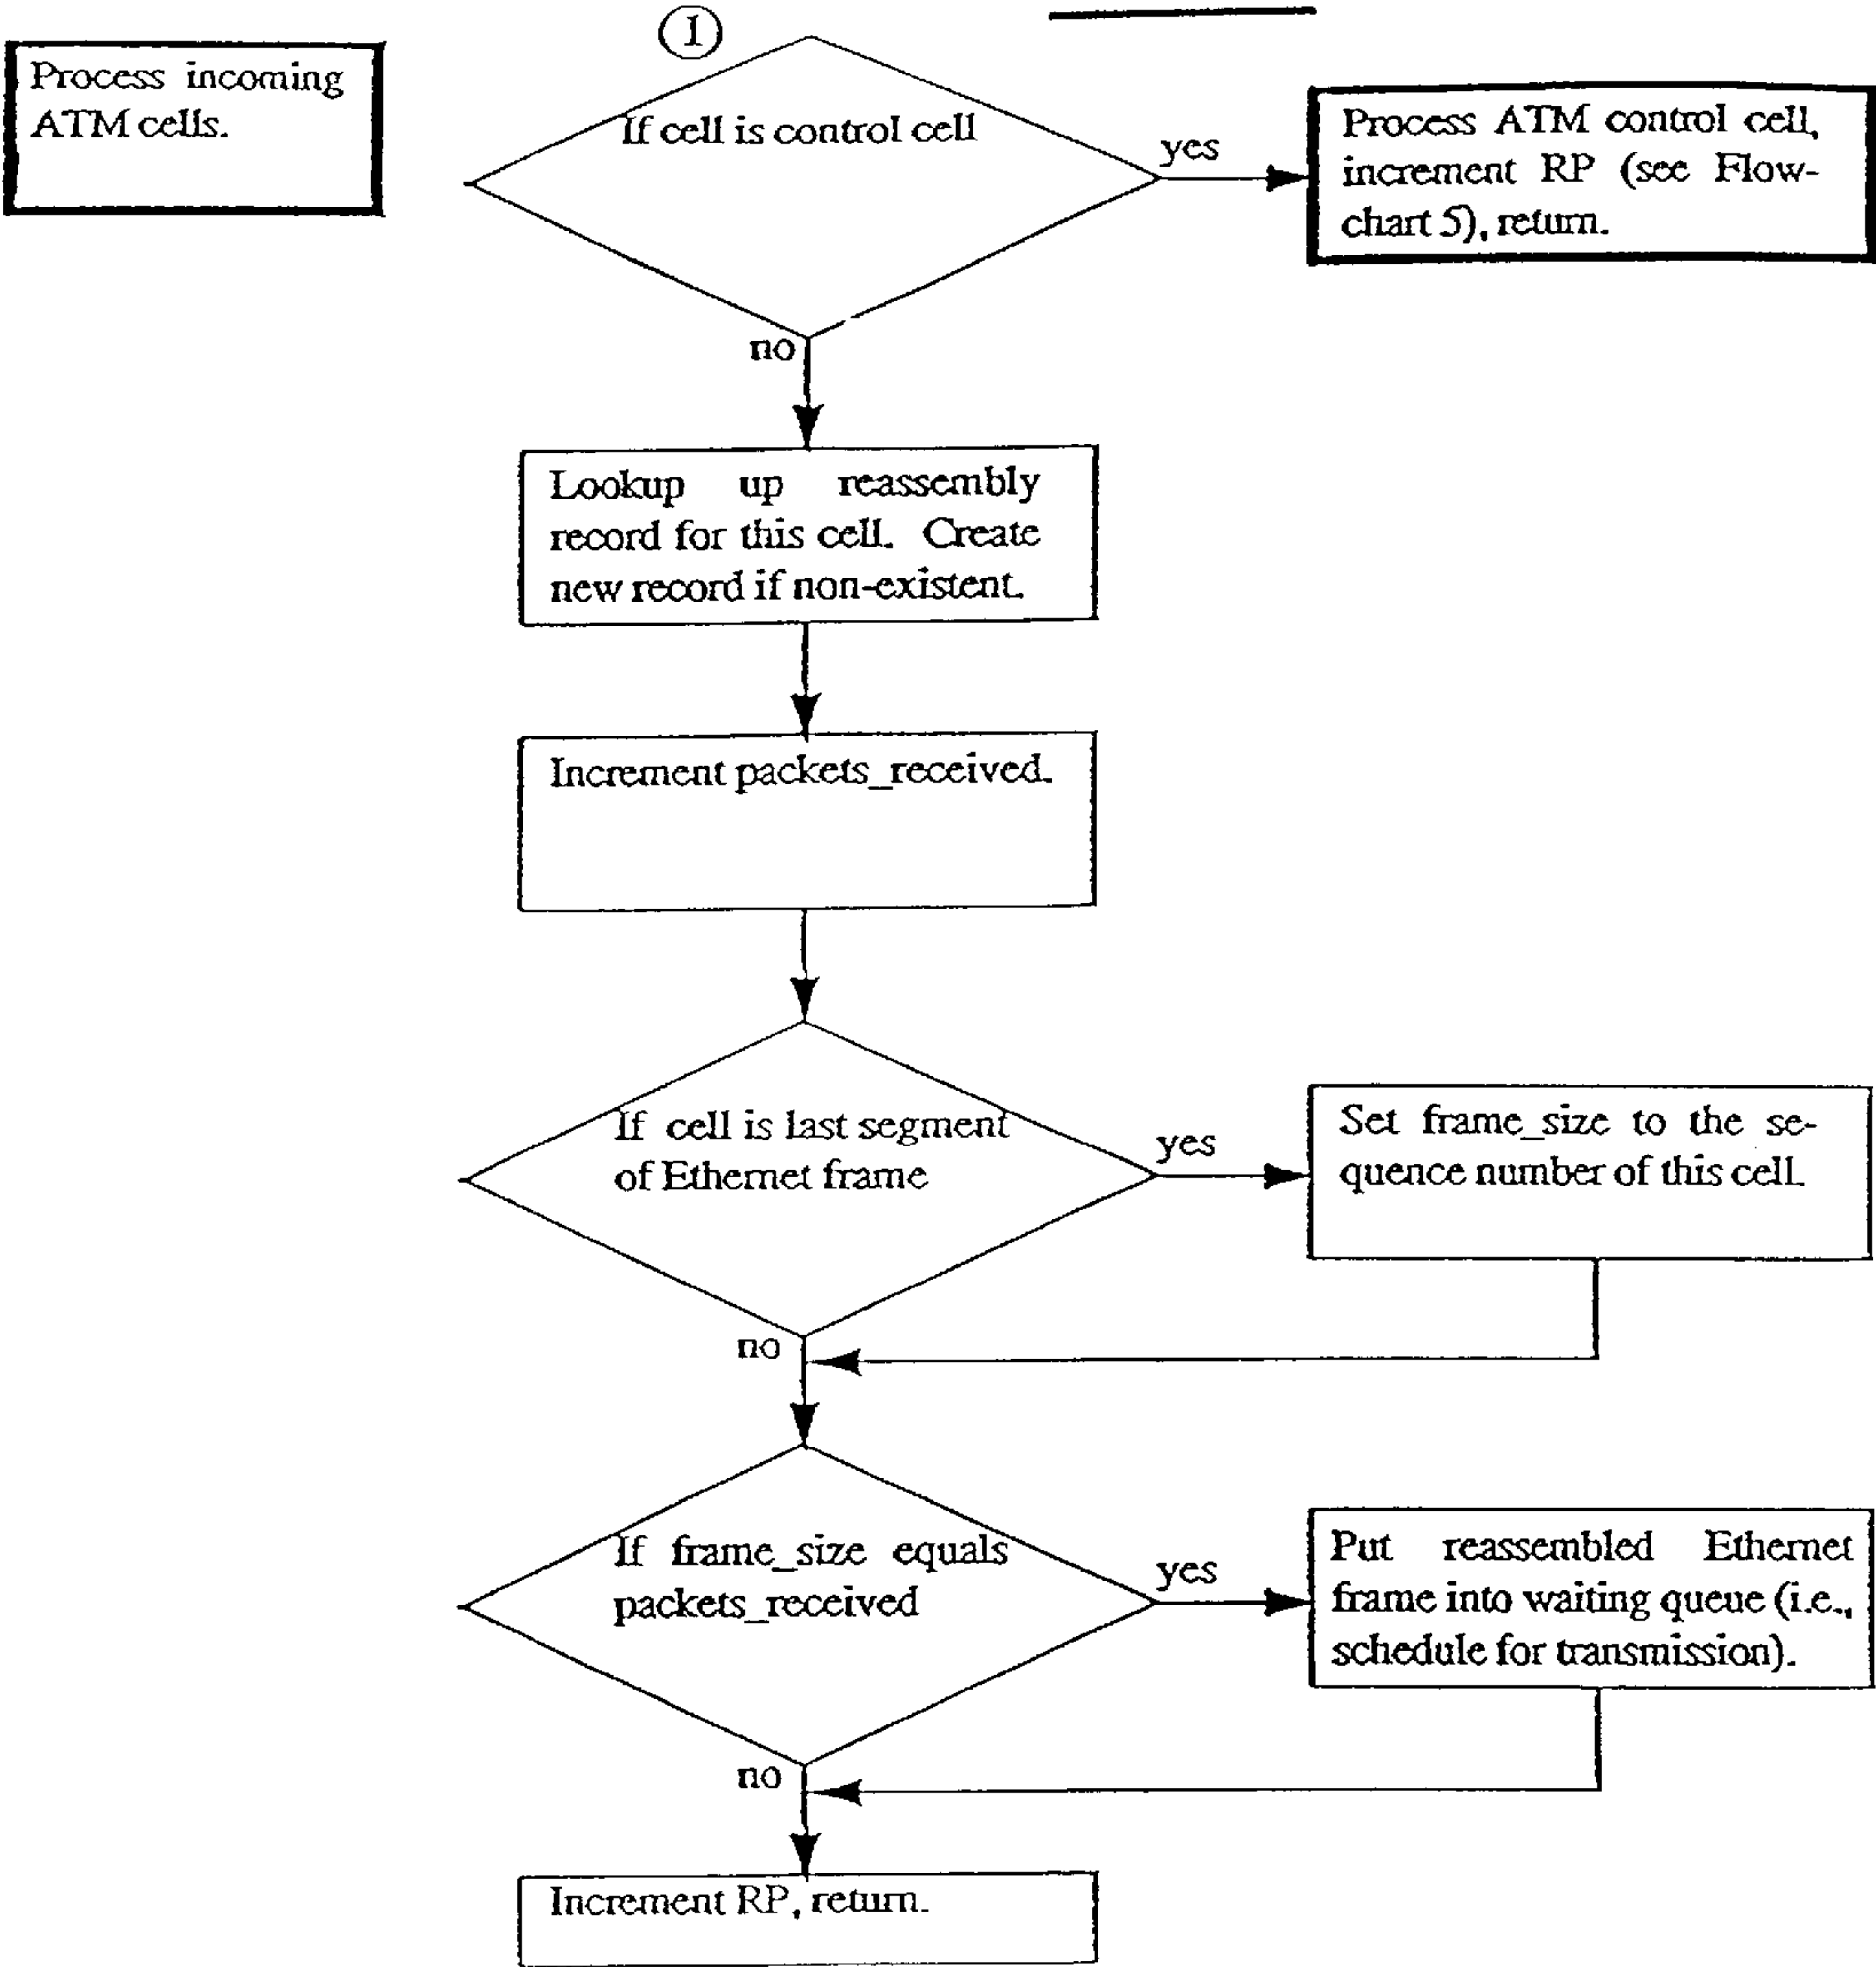 Process incoming
ATM cells.
1
If cell is control cell
yes
Process ATM control cell,
increment RP (see Flow-
chart 5), return.
no
Lookup up reassembly
record for this cell. Create
new record if non-existent.
Increment packets_received.
If cell is last segment
of Ethernet frame
yes
Set frame_size to the se-
quence number of this cell.
no
If frame_size equals
packets_received
yes
Put reassembled Ethernet
frame into waiting queue (i.e.,
schedule for transmission).
no
Increment RP, return.